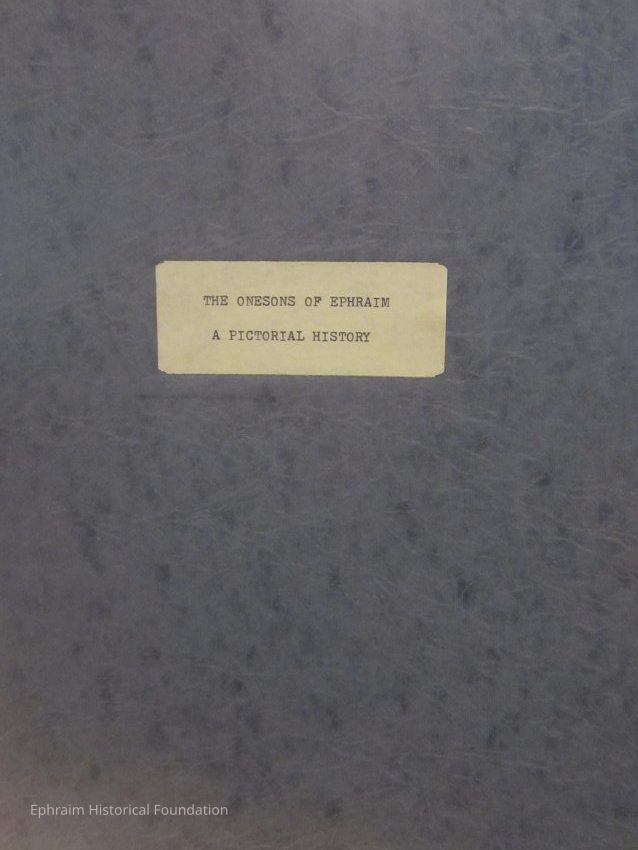 THE ONESONS OF EPHRAIM
A PICTORIAL HISTORY
Ephraim Historical Foundation